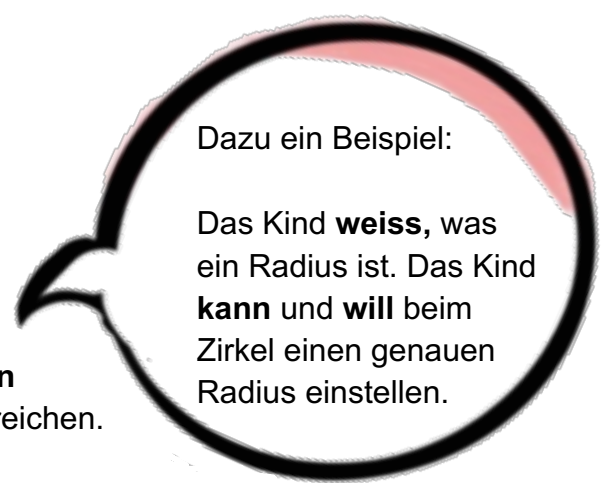 Dazu ein Beispiel:
Das Kind weiss, was
ein Radius ist. Das Kind
kann und will beim
Zirkel einen genauen
Radius einstellen.